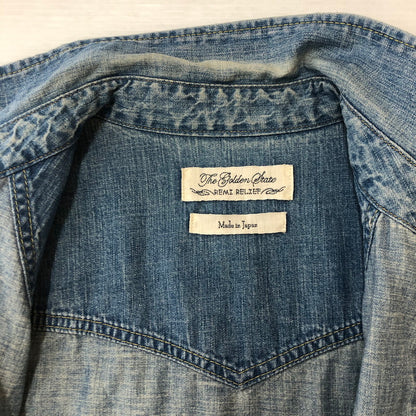 The Golden State
REMI RELIEF
Made in Japan